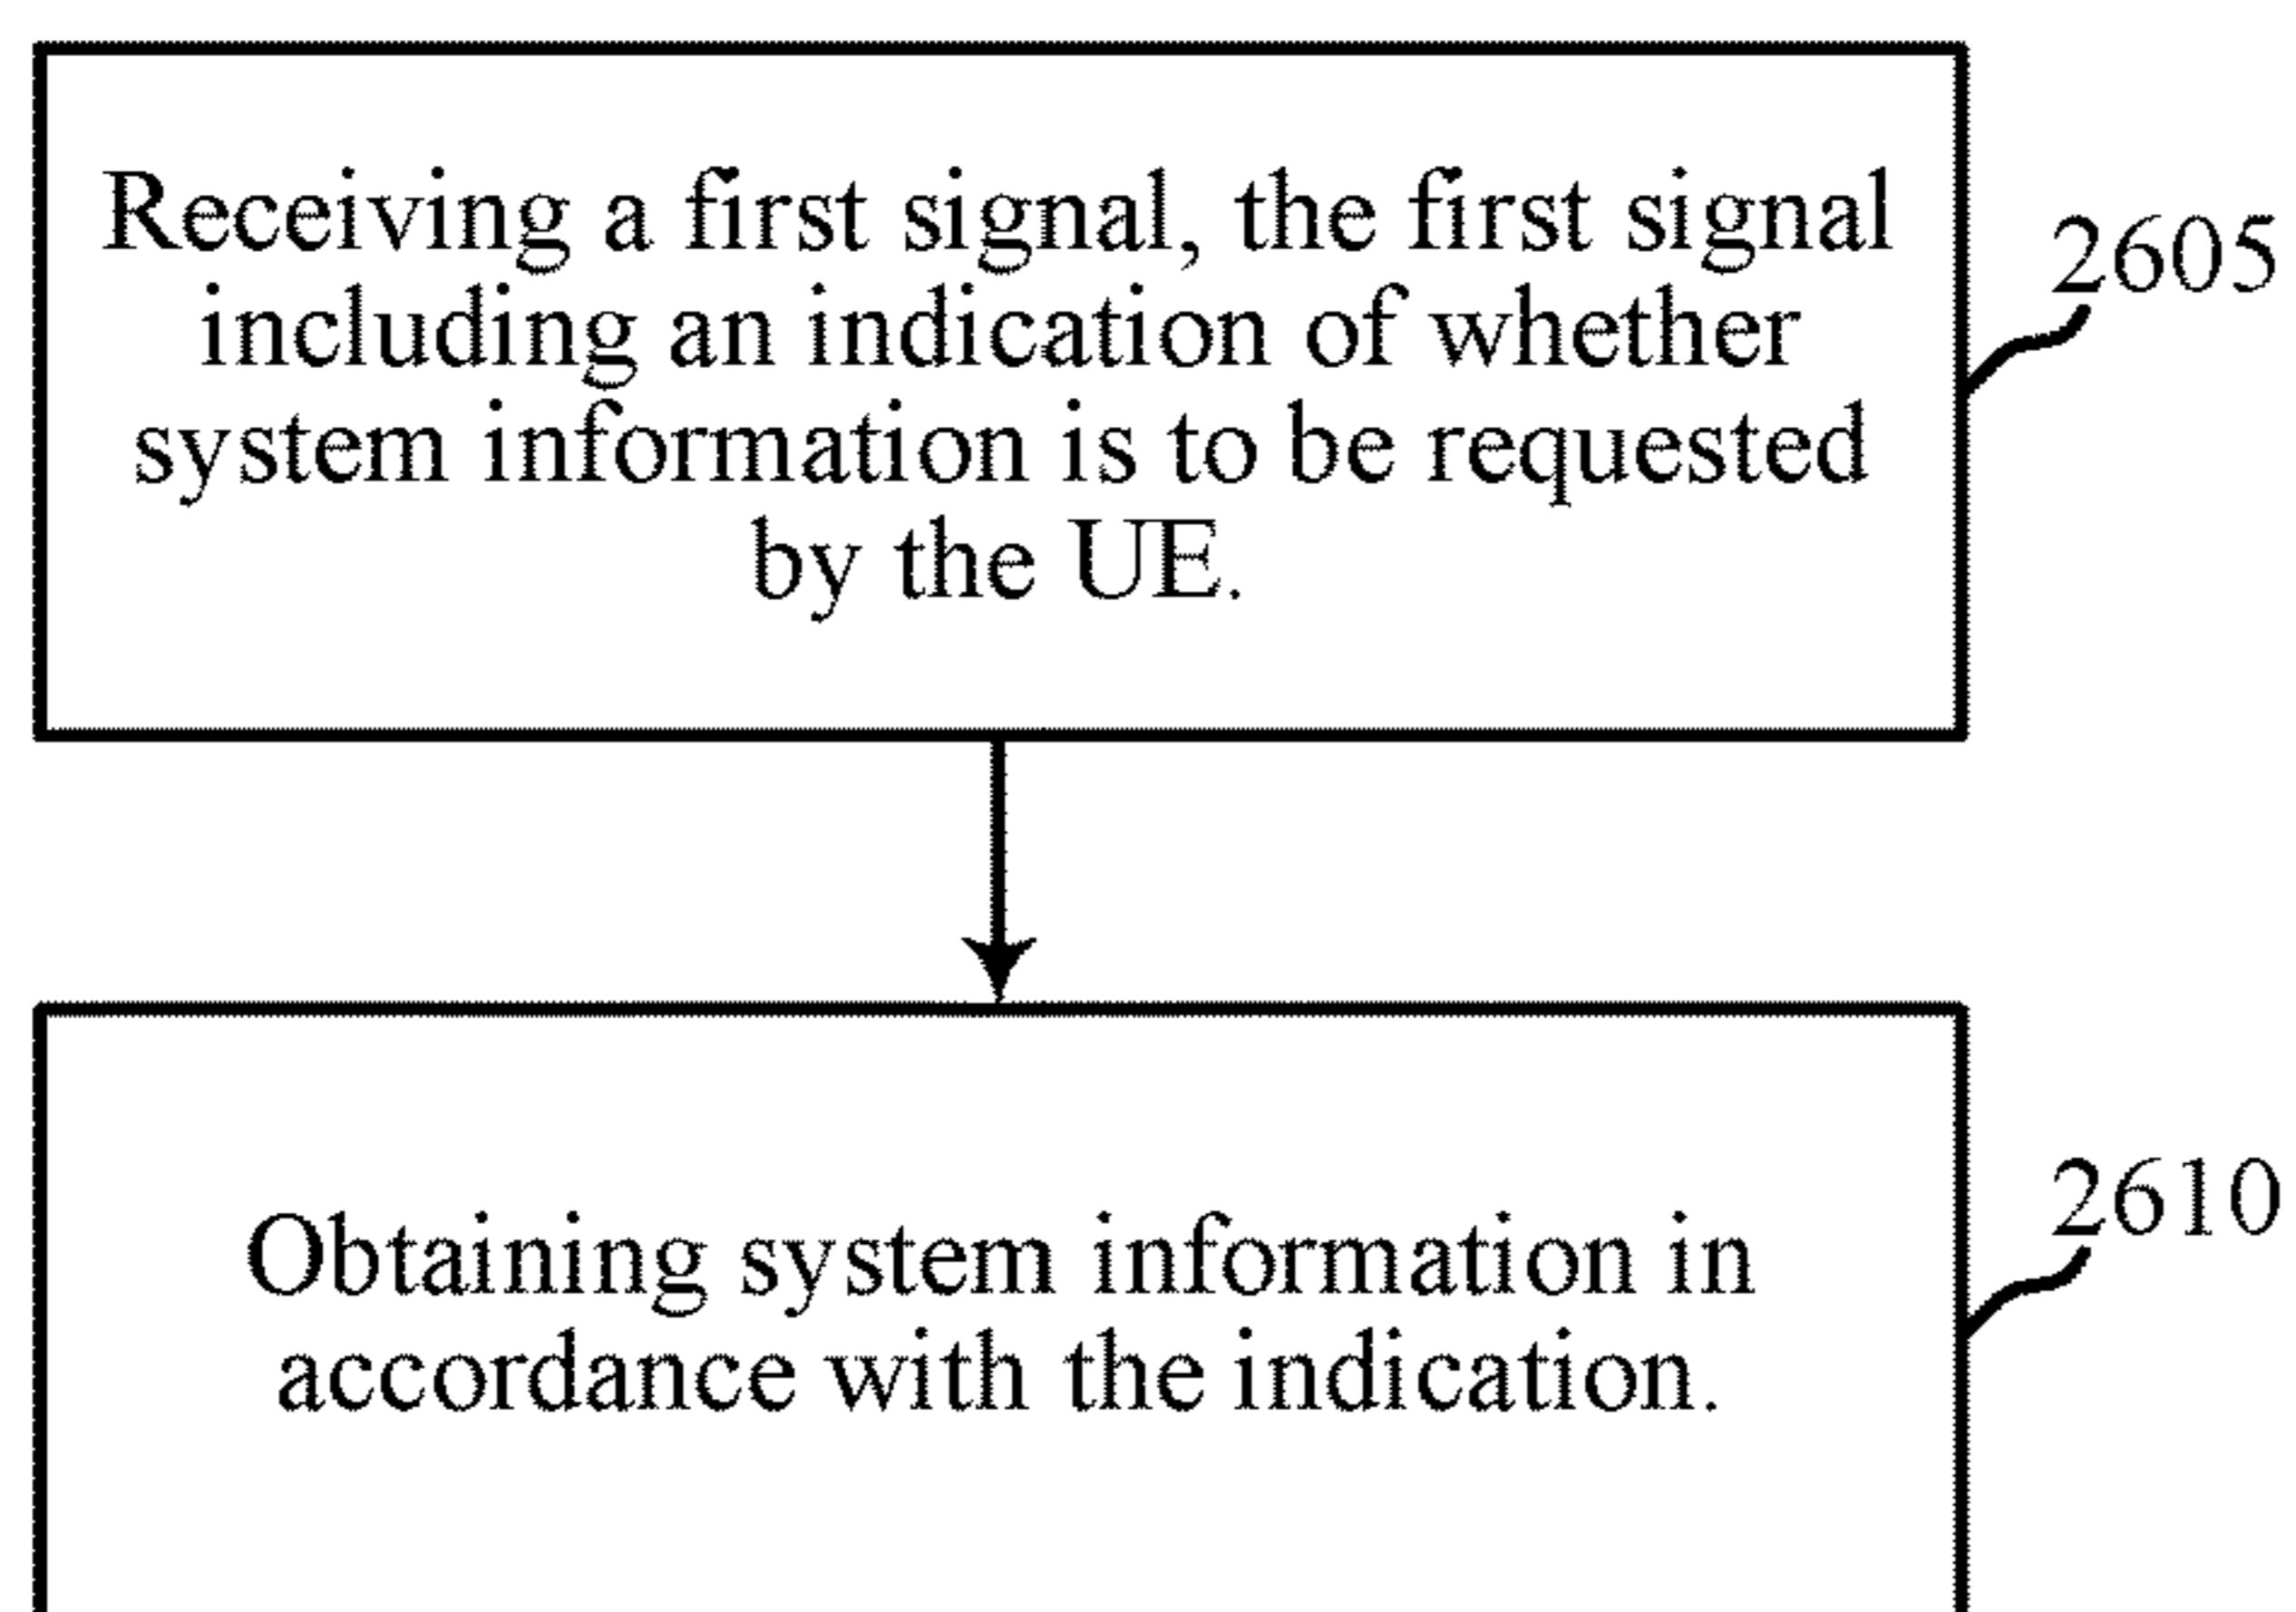 Receiving a first signal, the first signal
including an indication of whether
system information is to be requested
by the UE.
2605
Obtaining system information in
accordance with the indication.
2610